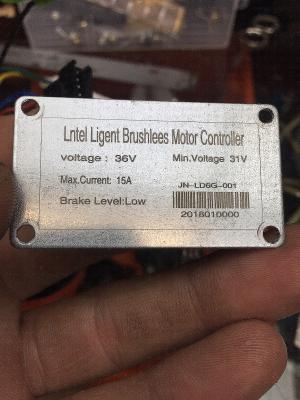 Lntel Ligent Brushlees Motor Controller
voltage : 36V Min.Voltage 31V
Max.Current: 15A JN-LD6G-001
Brake Level:Low
2018010000